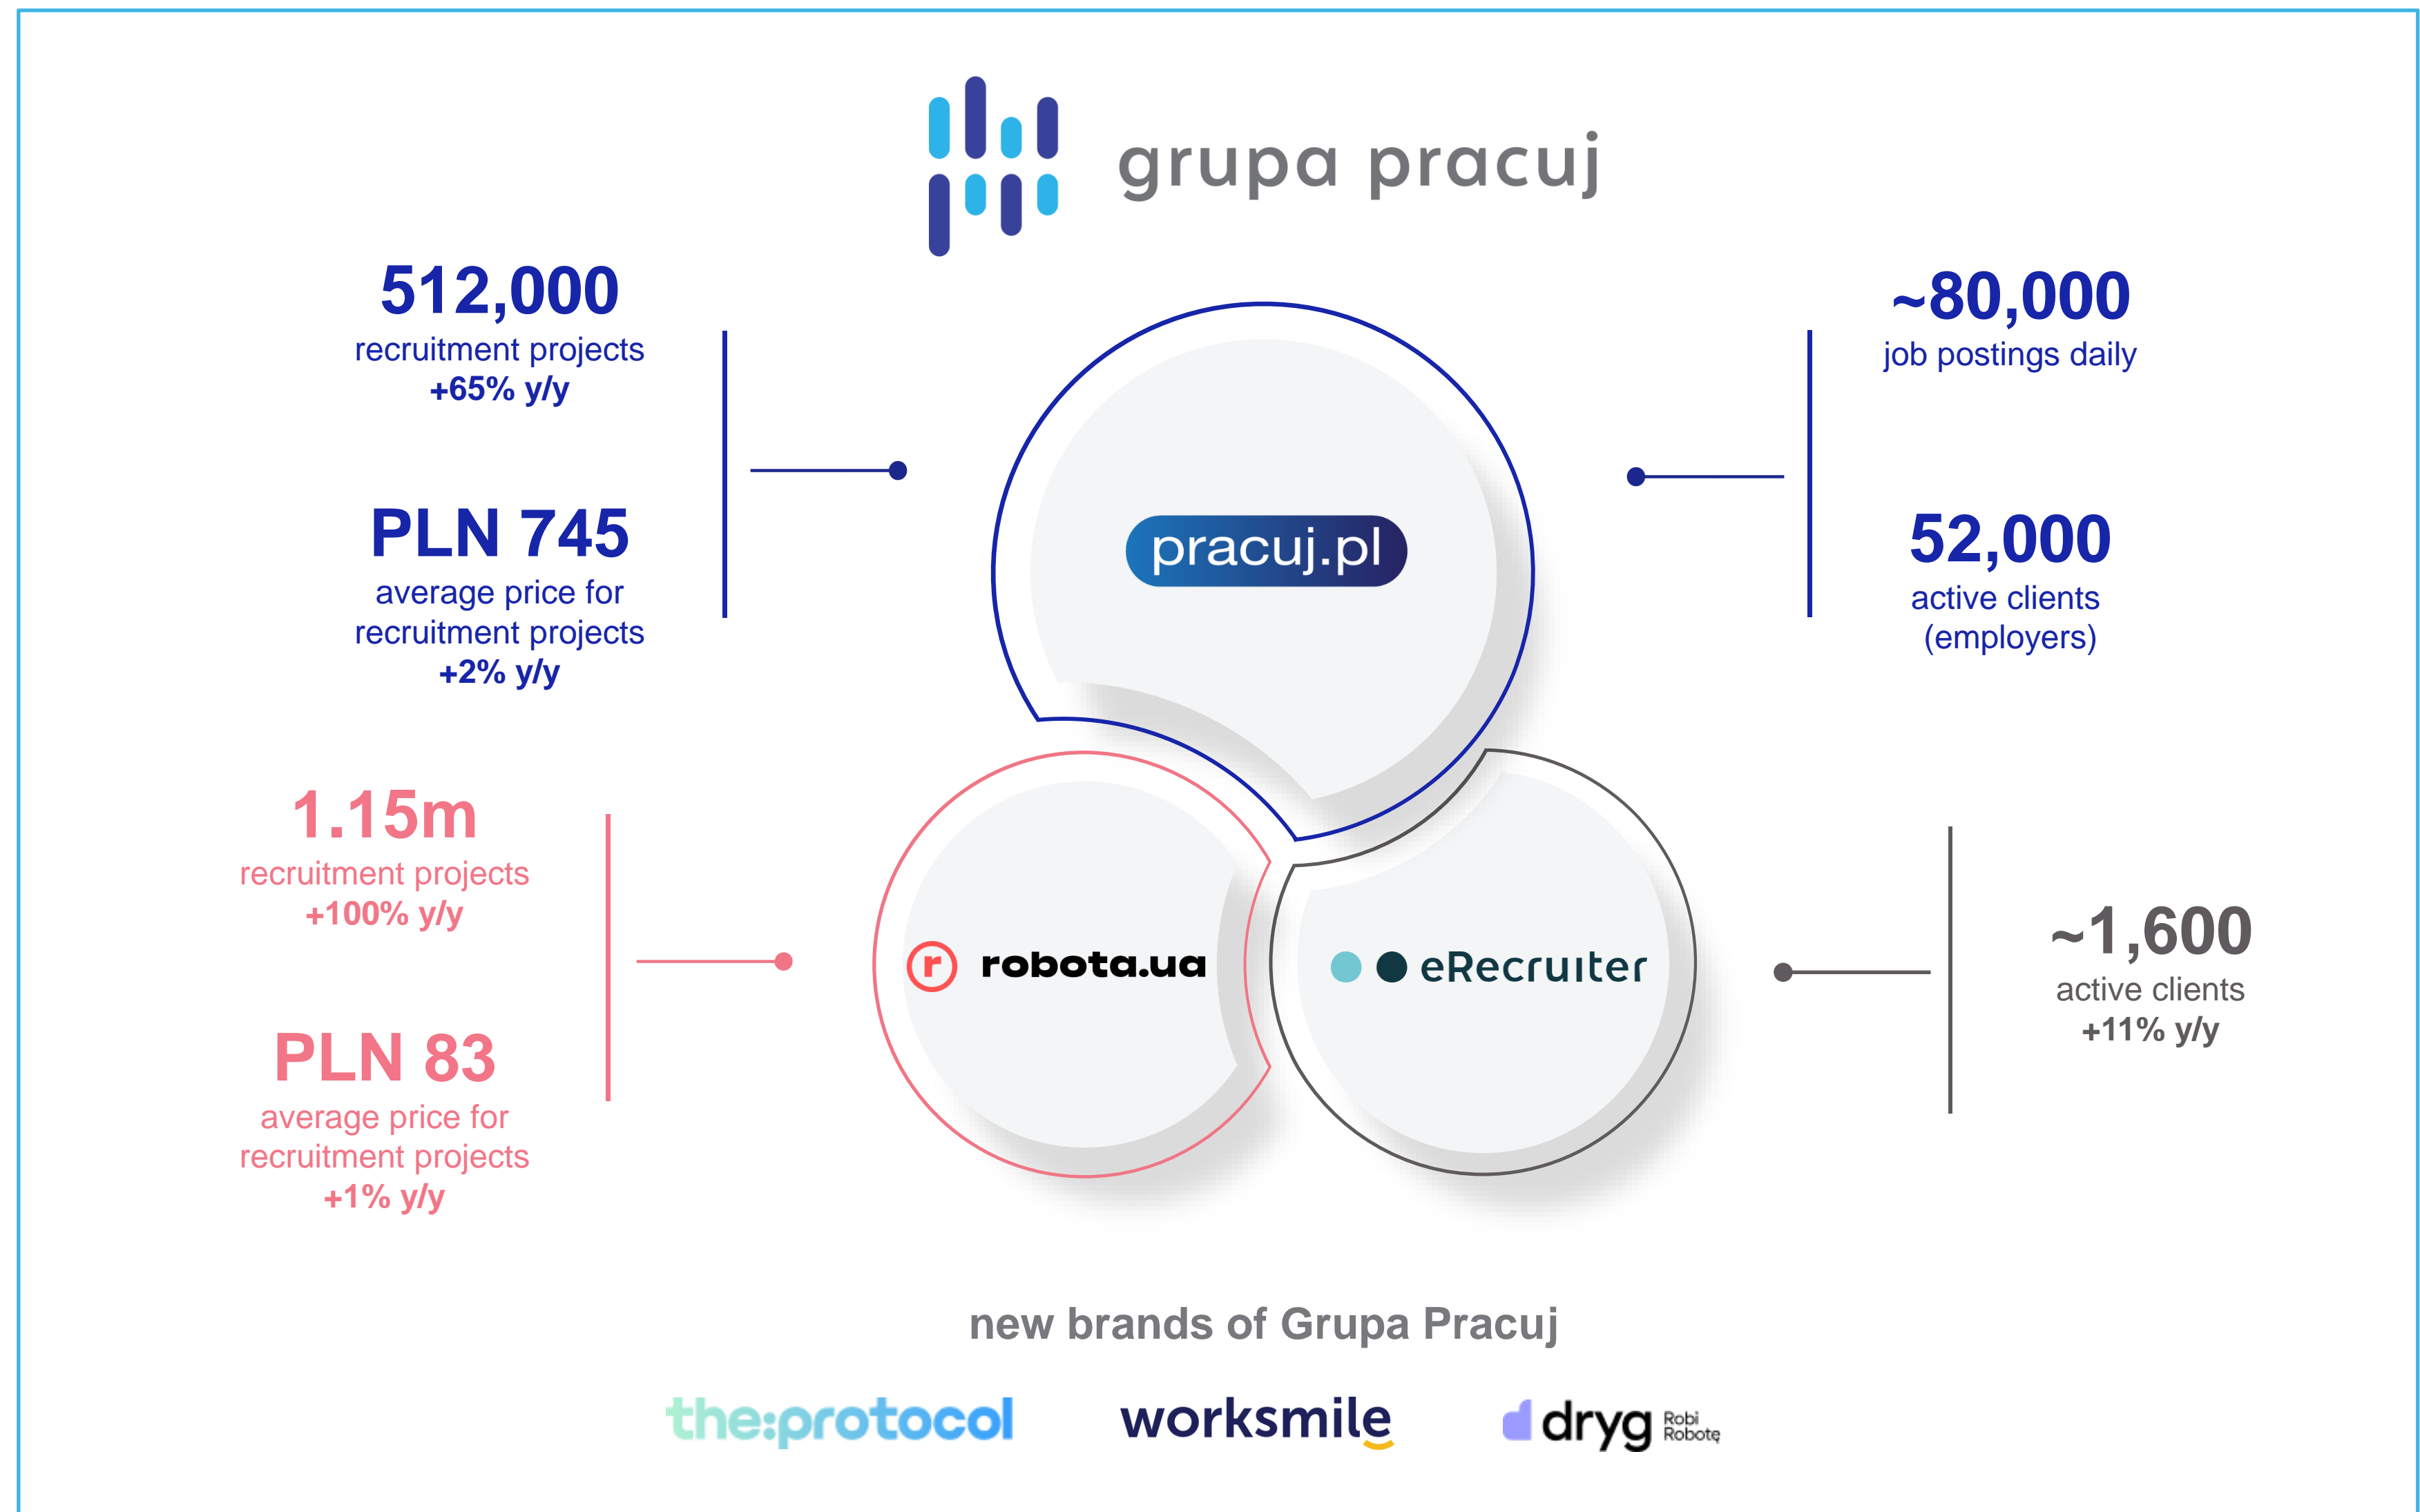 grupa pracuj
512,000
recruitment projects
+65% y/y
PLN 745
average price for
recruitment projects
+2% y/y
~80,000
job postings daily
52,000
active clients
(employers)
pracuj.pl
1.15m
recruitment projects
+100% y/y
PLN 83
average price for
recruitment projects
+1% y/y
r robota.ua
eRecruiter
~1,600
active clients
+11% y/y
new brands of Grupa Pracuj
the:protocol
worksmile
dryg
Robi
Robotę